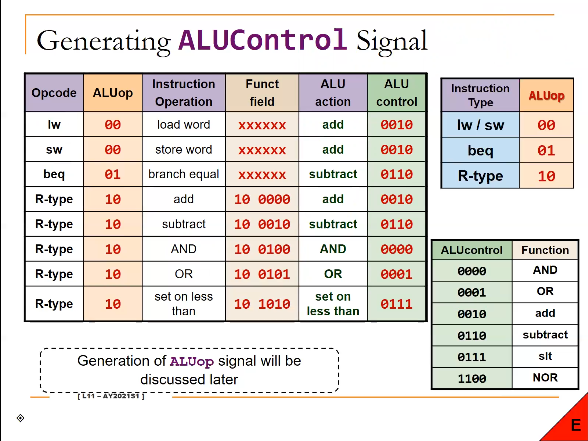 Generating ALUControl Signal
Opcode ALUop Instruction Operation Funct field ALU action ALU control
lw 00 load word xxxxxx add 0010
sw 00 store word xxxxxx add 0010
beq 01 branch equal xxxxxx subtract 0110
R-type 10 add 10 0000 add 0010
R-type 10 subtract 10 0010 subtract 0110
R-type 10 AND 10 0100 AND 0000
R-type 10 OR 10 0101 OR 0001
R-type 10 set on less than 10 1010 set on less than 0111
Instruction Type ALUop
lw / sw 00
beq 01
R-type 10
ALUcontrol Function
0000 AND
0001 OR
0010 add
0110 subtract
0111 slt
1100 NOR
Generation of ALUop signal will be
discussed later
[ L11 – AY2021S1 ]
E